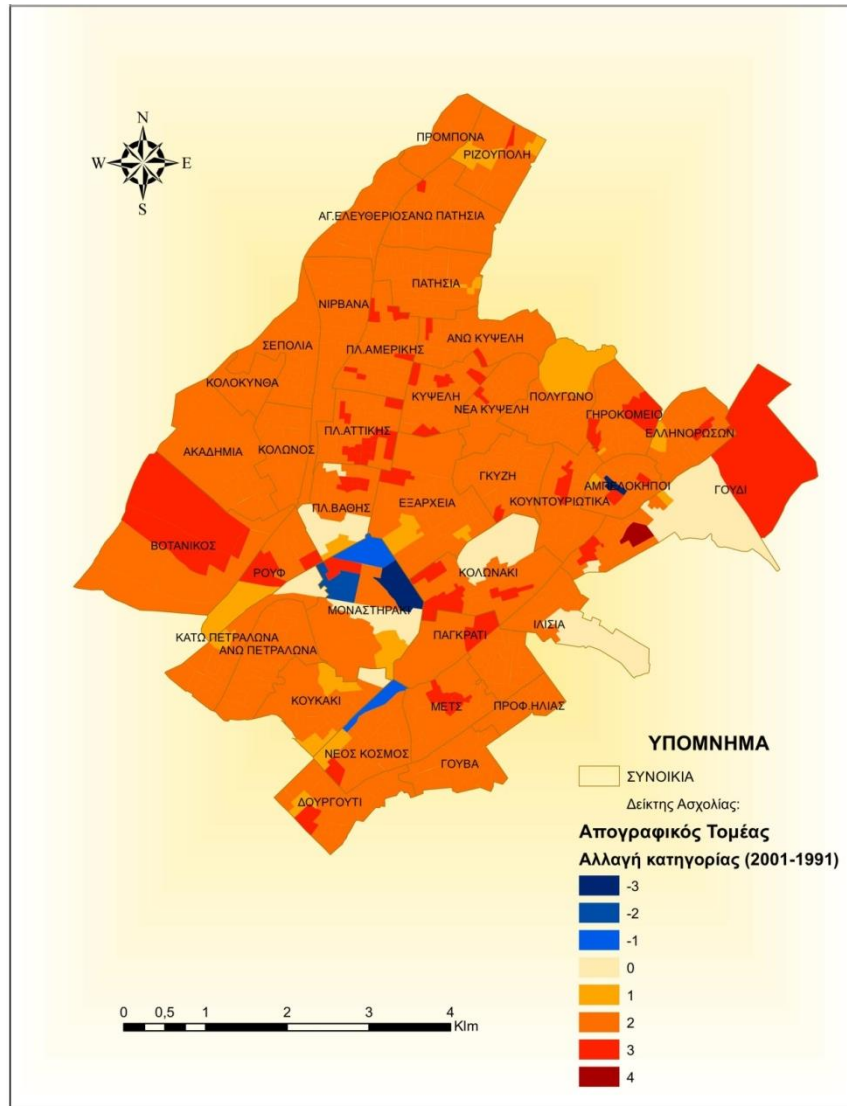 N
W E
S
ΠΡΟΜΠΟΝΑ
ΡΙΖΟΥΠΟΛΗ
ΑΓ.ΕΛΕΥΘΕΡΙΟΣ
ΑΝΩ ΠΑΤΗΣΙΑ
ΠΑΤΗΣΙΑ
ΝΙΡΒΑΝΑ
ΑΝΩ ΚΥΨΕΛΗ
ΣΕΠΟΛΙΑ
ΠΛ.ΑΜΕΡΙΚΗΣ
ΚΟΛΟΚΥΝΘΑ
ΚΥΨΕΛΗ
ΠΟΛΥΓΩΝΟ
ΝΕΑ ΚΥΨΕΛΗ
ΓΗΡΟΚΟΜΕΙΟ
ΠΛ.ΑΤΤΙΚΗΣ
ΕΛΛΗΝΟΡΩΣΩΝ
ΑΚΑΔΗΜΙΑ
ΚΟΛΩΝΟΣ
ΓΚΥΖΗ
ΑΜΠΕΛΟΚΗΠΟΙ
ΓΟΥΔΙ
ΠΛ.ΒΑΘΗΣ
ΕΞΑΡΧΕΙΑ
ΚΟΥΝΤΟΥΡΙΩΤΙΚΑ
ΒΟΤΑΝΙΚΟΣ
ΡΟΥΦ
ΚΟΛΩΝΑΚΙ
ΜΟΝΑΣΤΗΡΑΚΙ
ΙΛΙΣΙΑ
ΚΑΤΩ ΠΕΤΡΑΛΩΝΑ
ΠΑΓΚΡΑΤΙ
ΑΝΩ ΠΕΤΡΑΛΩΝΑ
ΚΟΥΚΑΚΙ
ΜΕΤΣ
ΠΡΟΦ.ΗΛΙΑΣ
ΝΕΟΣ ΚΟΣΜΟΣ
ΓΟΥΒΑ
ΔΟΥΡΓΟΥΤΙ
ΥΠΟΜΝΗΜΑ
ΣΥΝΟΙΚΙΑ
Δείκτης Ασχολίας:
Απογραφικός Τομέας
Αλλαγή κατηγορίας (2001-1991)
-3
-2
-1
0
1
2
3
4
0 0,5 1 2 3 4
Klm